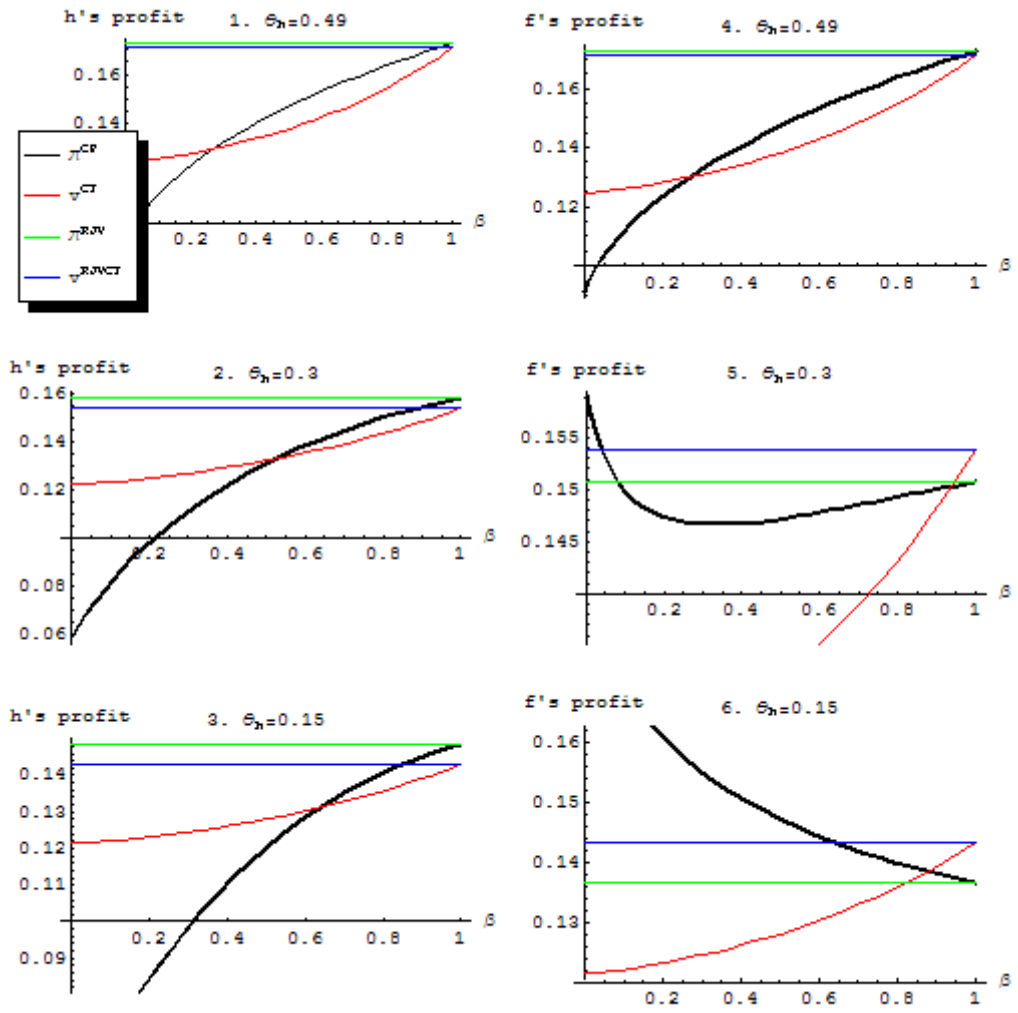 h's profit
1. θh=0.49
0.16
0.14
0.2 0.4 0.6 0.8 1 β
π^CP
v^CT
π^RJV
v^RJVCT
f's profit
4. θh=0.49
0.16
0.14
0.12
0.2 0.4 0.6 0.8 1 β
h's profit
2. θh=0.3
0.16
0.14
0.12
0.08
0.06
0.2 0.4 0.6 0.8 1 β
f's profit
5. θh=0.3
0.155
0.15
0.145
0.2 0.4 0.6 0.8 1 β
h's profit
3. θh=0.15
0.14
0.13
0.12
0.11
0.09
0.2 0.4 0.6 0.8 1 β
f's profit
6. θh=0.15
0.16
0.15
0.14
0.13
0.2 0.4 0.6 0.8 1 β